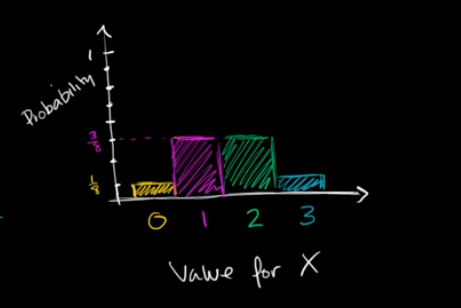 1
Probability
3/8
1/8
0 1 2 3
Value for X